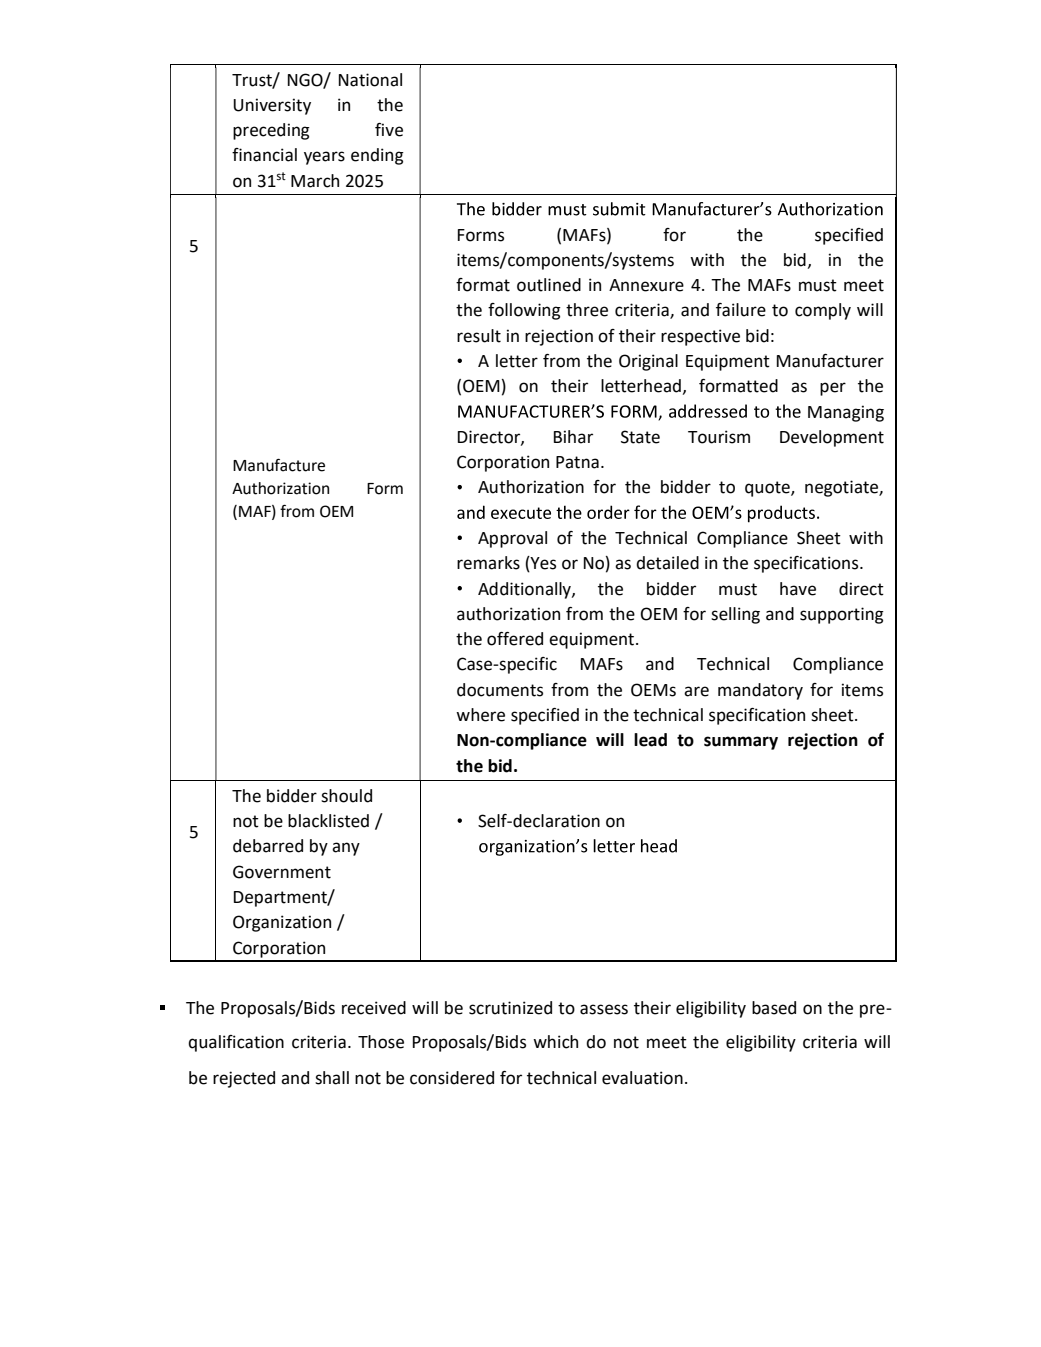 Trust/ NGO/ National
University in the
preceding five
financial years ending
on 31st March 2025
5
Manufacture
Authorization Form
(MAF) from OEM
The bidder must submit Manufacturer’s Authorization
Forms (MAFs) for the specified
items/components/systems with the bid, in the
format outlined in Annexure 4. The MAFs must meet
the following three criteria, and failure to comply will
result in rejection of their respective bid:
• A letter from the Original Equipment Manufacturer
(OEM) on their letterhead, formatted as per the
MANUFACTURER’S FORM, addressed to the Managing
Director, Bihar State Tourism Development
Corporation Patna.
• Authorization for the bidder to quote, negotiate,
and execute the order for the OEM’s products.
• Approval of the Technical Compliance Sheet with
remarks (Yes or No) as detailed in the specifications.
• Additionally, the bidder must have direct
authorization from the OEM for selling and supporting
the offered equipment.
Case-specific MAFs and Technical Compliance
documents from the OEMs are mandatory for items
where specified in the technical specification sheet.
Non-compliance will lead to summary rejection of
the bid.
5
The bidder should
not be blacklisted /
debarred by any
Government
Department/
Organization /
Corporation
• Self-declaration on
organization’s letter head
▪ The Proposals/Bids received will be scrutinized to assess their eligibility based on the pre-
qualification criteria. Those Proposals/Bids which do not meet the eligibility criteria will
be rejected and shall not be considered for technical evaluation.